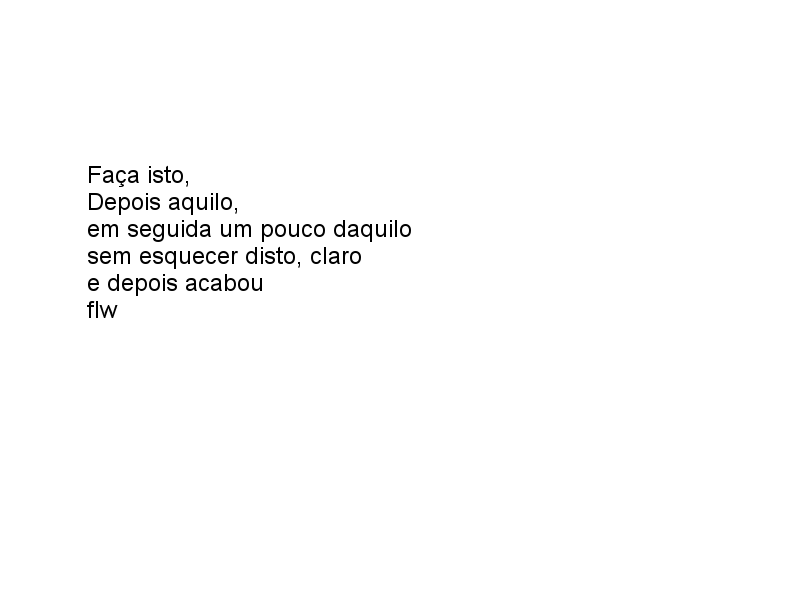 Faça isto,
Depois aquilo,
em seguida um pouco daquilo
sem esquecer disto, claro
e depois acabou
flw